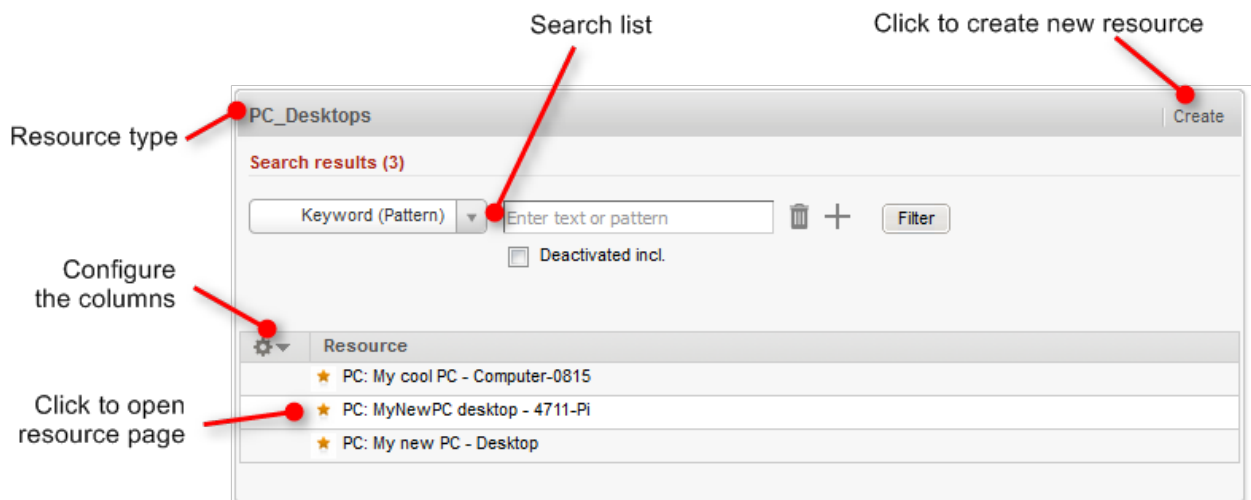 Search list
Click to create new resource
Resource type
PC_Desktops
Create
Search results (3)
Keyword (Pattern)
Enter text or pattern
Filter
Deactivated incl.
Configure
the columns
Resource
PC: My cool PC - Computer-0815
Click to open
resource page
PC: MyNewPC desktop - 4711-Pi
PC: My new PC - Desktop